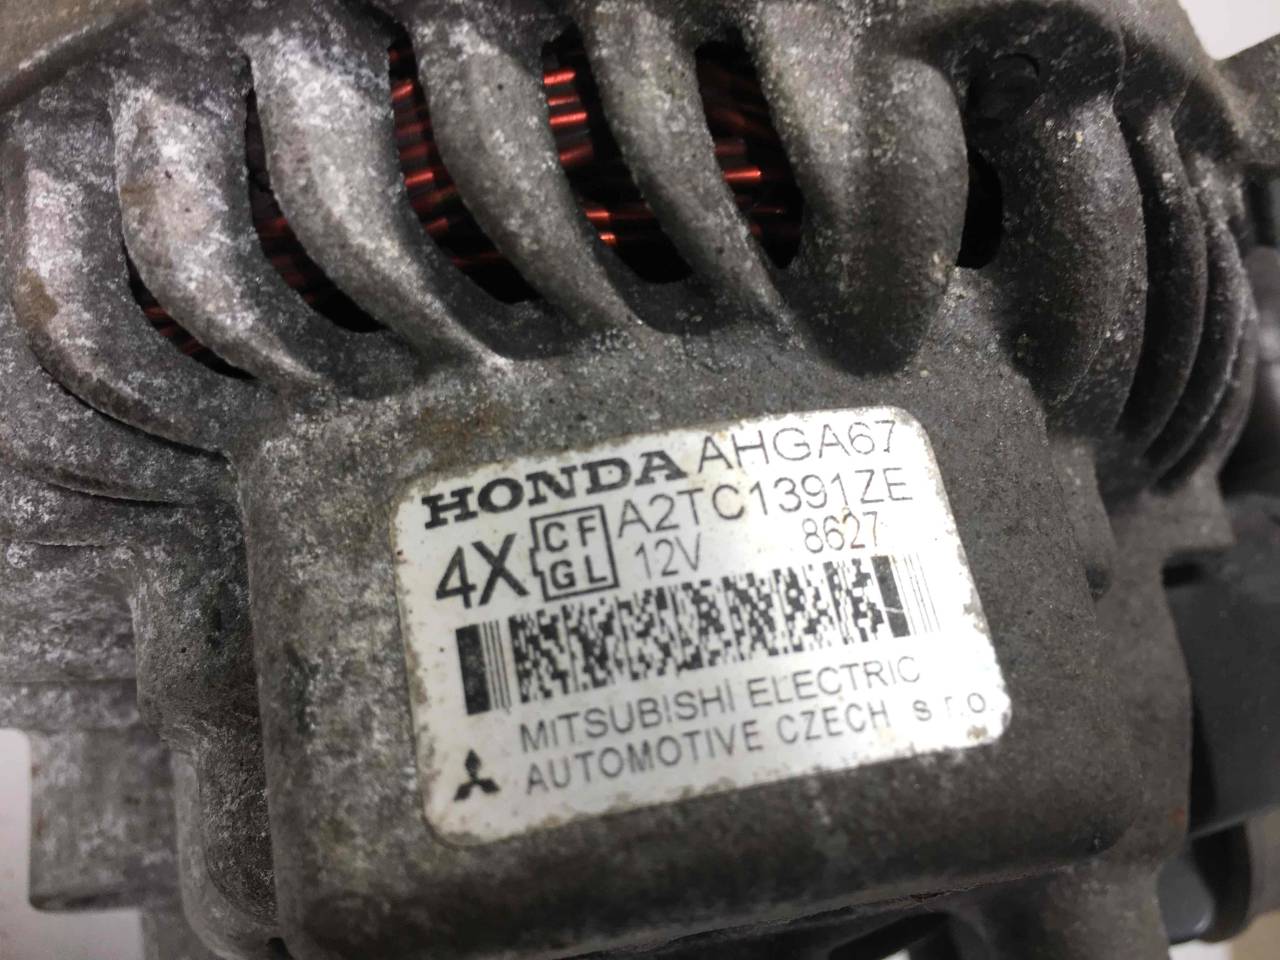 HONDA AHGA67
4X CF GL A2TC1391ZE
12V 8627
MITSUBISHI ELECTRIC
AUTOMOTIVE CZECH s.r.o.